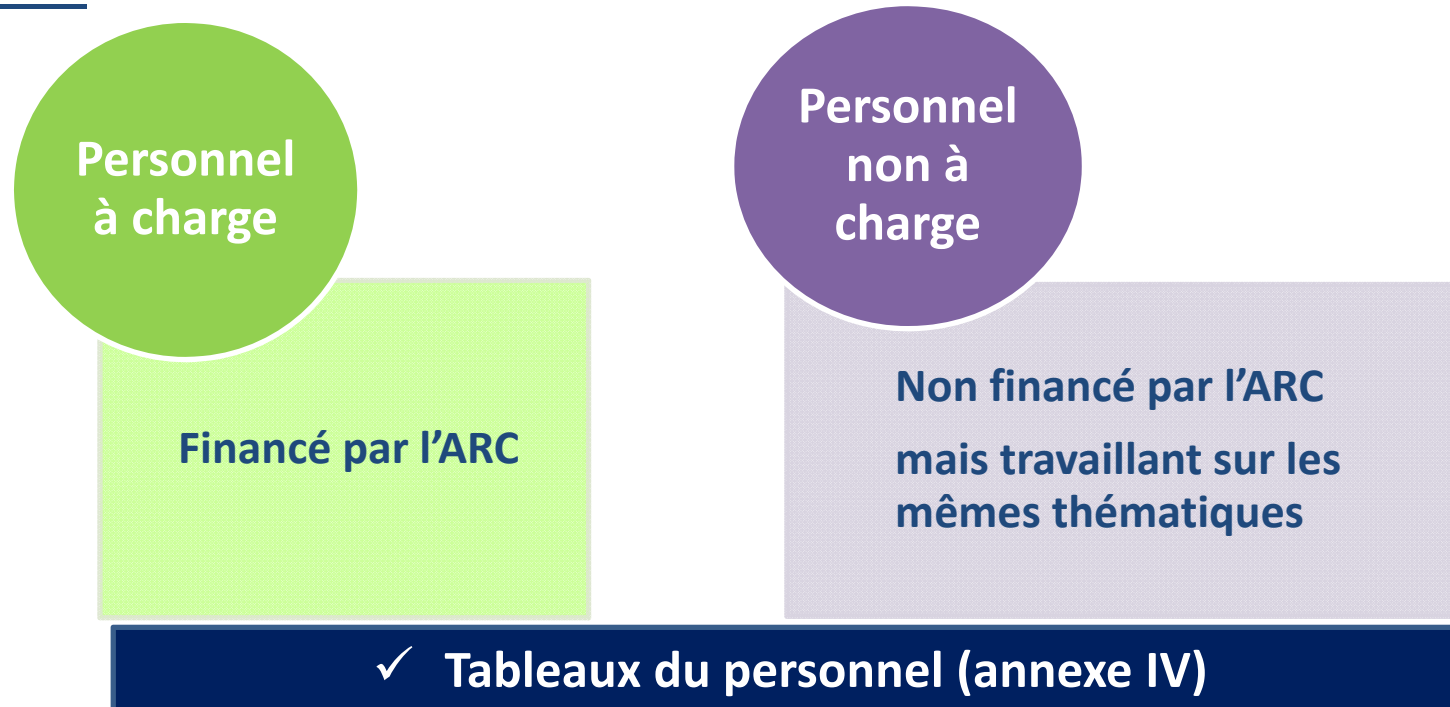 Personnel
à charge
Financé par l’ARC
Personnel
non à
charge
Non financé par l’ARC
mais travaillant sur les
mêmes thématiques
✓ Tableaux du personnel (annexe IV)